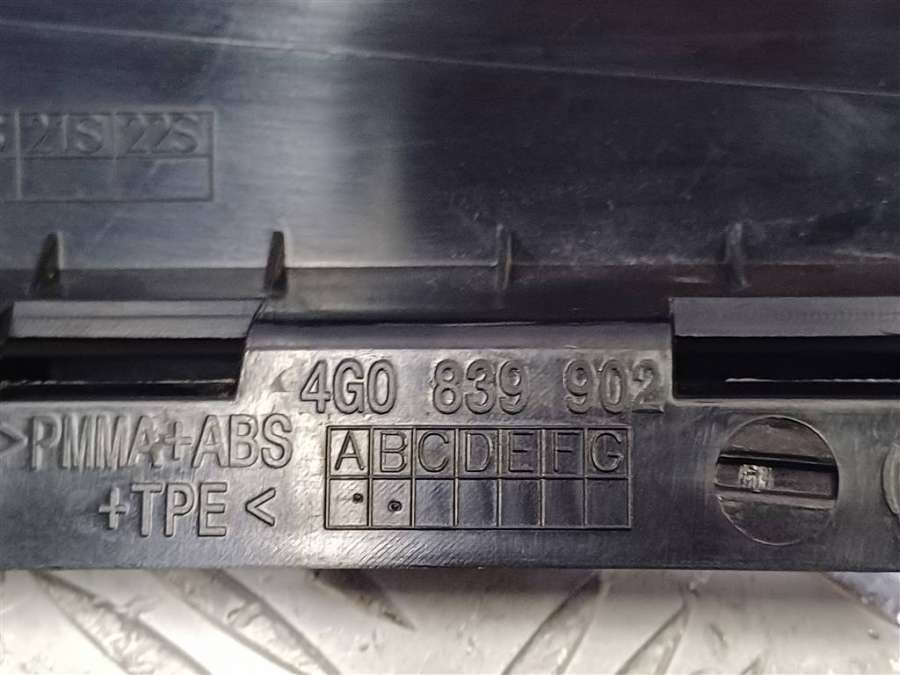 21S 22S
4G0 839 902
>PMMA+ABS
+TPE<
A B C D E F G